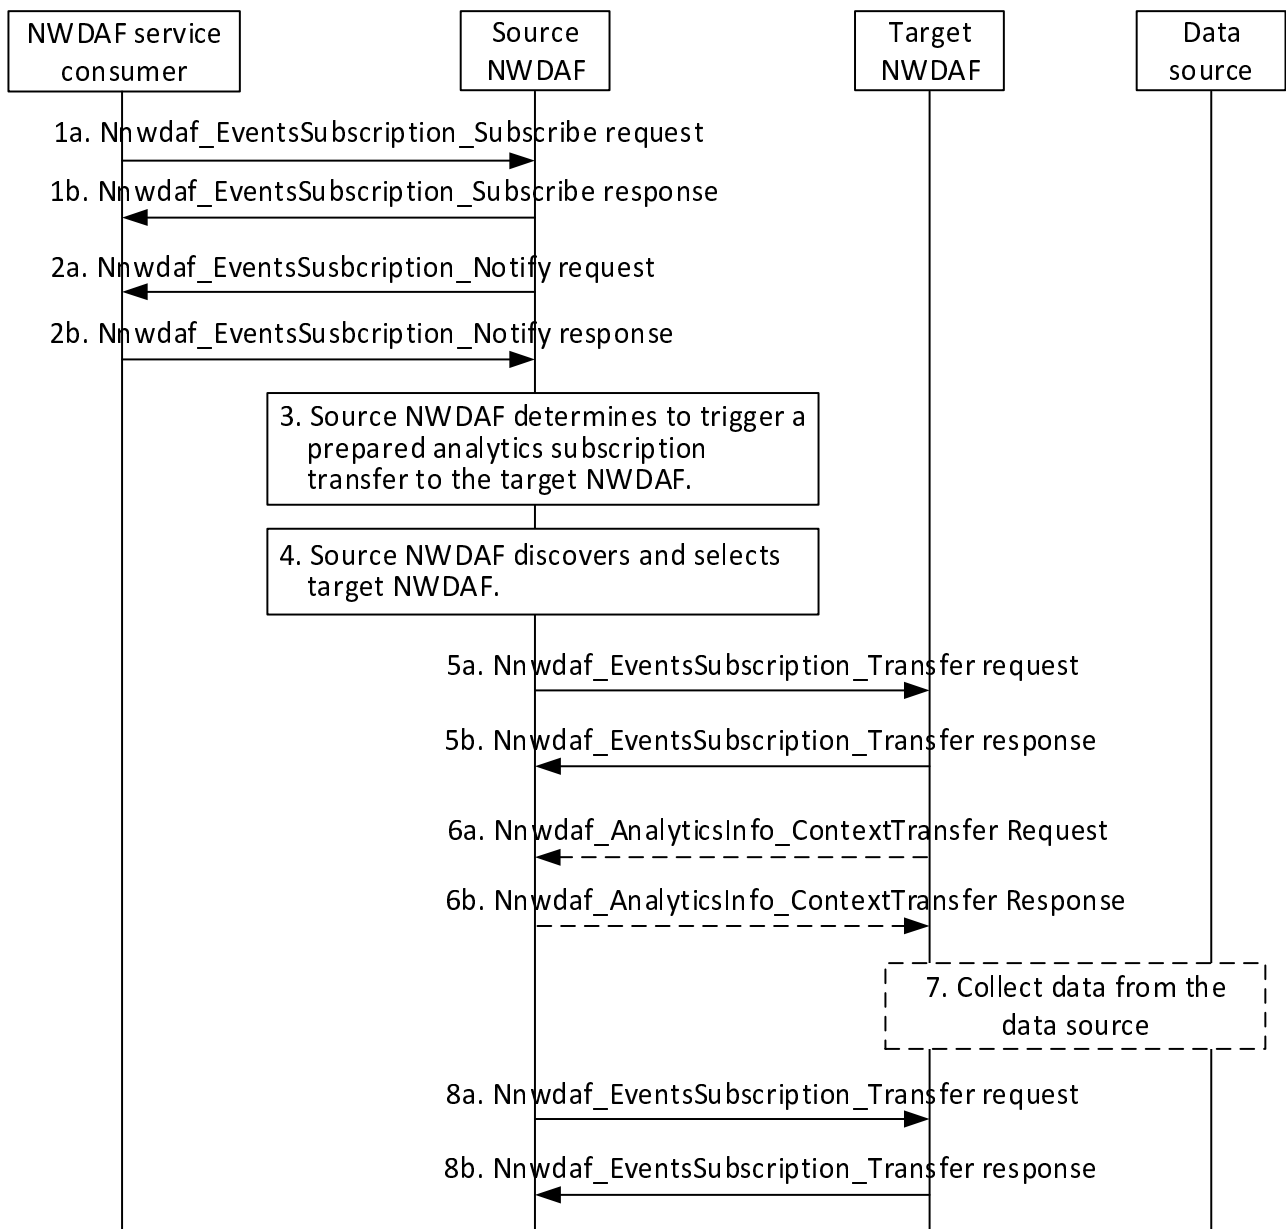 NWDAF service
consumer
Source
NWDAF
Target
NWDAF
Data
source
1a. Nnwdaf_EventsSubscription_Subscribe request
1b. Nnwdaf_EventsSubscription_Subscribe response
2a. Nnwdaf_EventsSusbcription_Notify request
2b. Nnwdaf_EventsSusbcription_Notify response
3. Source NWDAF determines to trigger a
prepared analytics subscription
transfer to the target NWDAF.
4. Source NWDAF discovers and selects
target NWDAF.
5a. Nnwdaf_EventsSubscription_Transfer request
5b. Nnwdaf_EventsSubscription_Transfer response
6a. Nnwdaf_AnalyticsInfo_ContextTransfer Request
6b. Nnwdaf_AnalyticsInfo_ContextTransfer Response
7. Collect data from the
data source
8a. Nnwdaf_EventsSubscription_Transfer request
8b. Nnwdaf_EventsSubscription_Transfer response